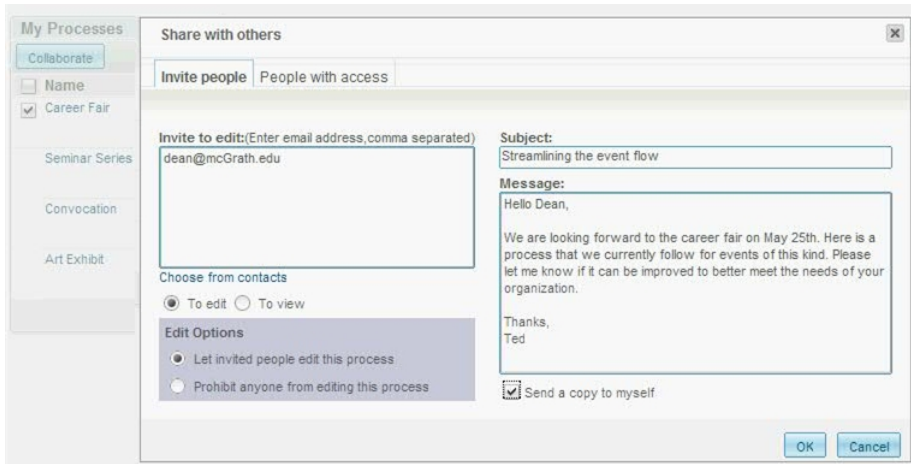 My Processes
Collaborate
Name
Career Fair
Seminar Series
Convocation
Art Exhibit
Share with others
Invite people
People with access
Invite to edit:(Enter email address,comma separated)
dean@mcGrath.edu
Choose from contacts
To edit
To view
Edit Options
Let invited people edit this process
Prohibit anyone from editing this process
Subject:
Streamlining the event flow
Message:
Hello Dean,
We are looking forward to the career fair on May 25th. Here is a
process that we currently follow for events of this kind. Please
let me know if it can be improved to better meet the needs of your
organization.
Thanks,
Ted
Send a copy to myself
OK
Cancel